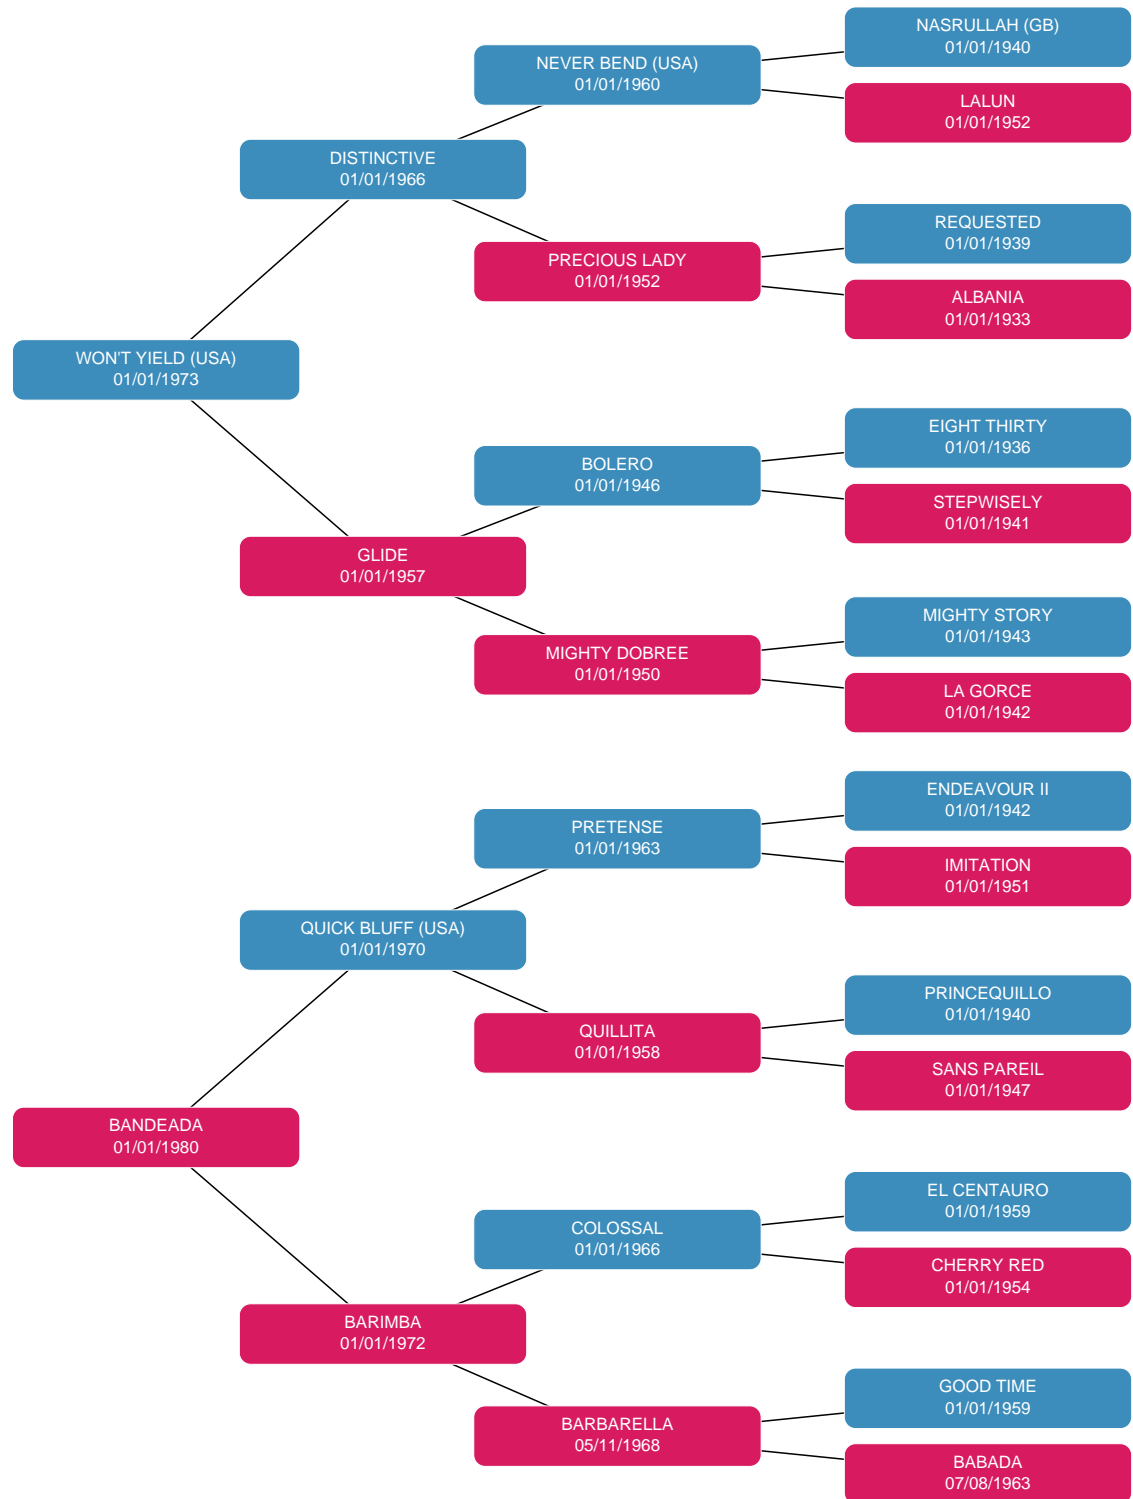 NASRULLAH (GB)
01/01/1940
NEVER BEND (USA)
01/01/1960
LALUN
01/01/1952
DISTINCTIVE
01/01/1966
REQUESTED
01/01/1939
PRECIOUS LADY
01/01/1952
ALBANIA
01/01/1933
WON'T YIELD (USA)
01/01/1973
EIGHT THIRTY
01/01/1936
BOLERO
01/01/1946
STEPWISELY
01/01/1941
GLIDE
01/01/1957
MIGHTY STORY
01/01/1943
MIGHTY DOBREE
01/01/1950
LA GORCE
01/01/1942
ENDEAVOUR II
01/01/1942
PRETENSE
01/01/1963
IMITATION
01/01/1951
QUICK BLUFF (USA)
01/01/1970
PRINCEQUILLO
01/01/1940
QUILLITA
01/01/1958
SANS PAREIL
01/01/1947
BANDEADA
01/01/1980
EL CENTAURO
01/01/1959
COLOSSAL
01/01/1966
CHERRY RED
01/01/1954
BARIMBA
01/01/1972
GOOD TIME
01/01/1959
BARBARELLA
05/11/1968
BABADA
07/08/1963